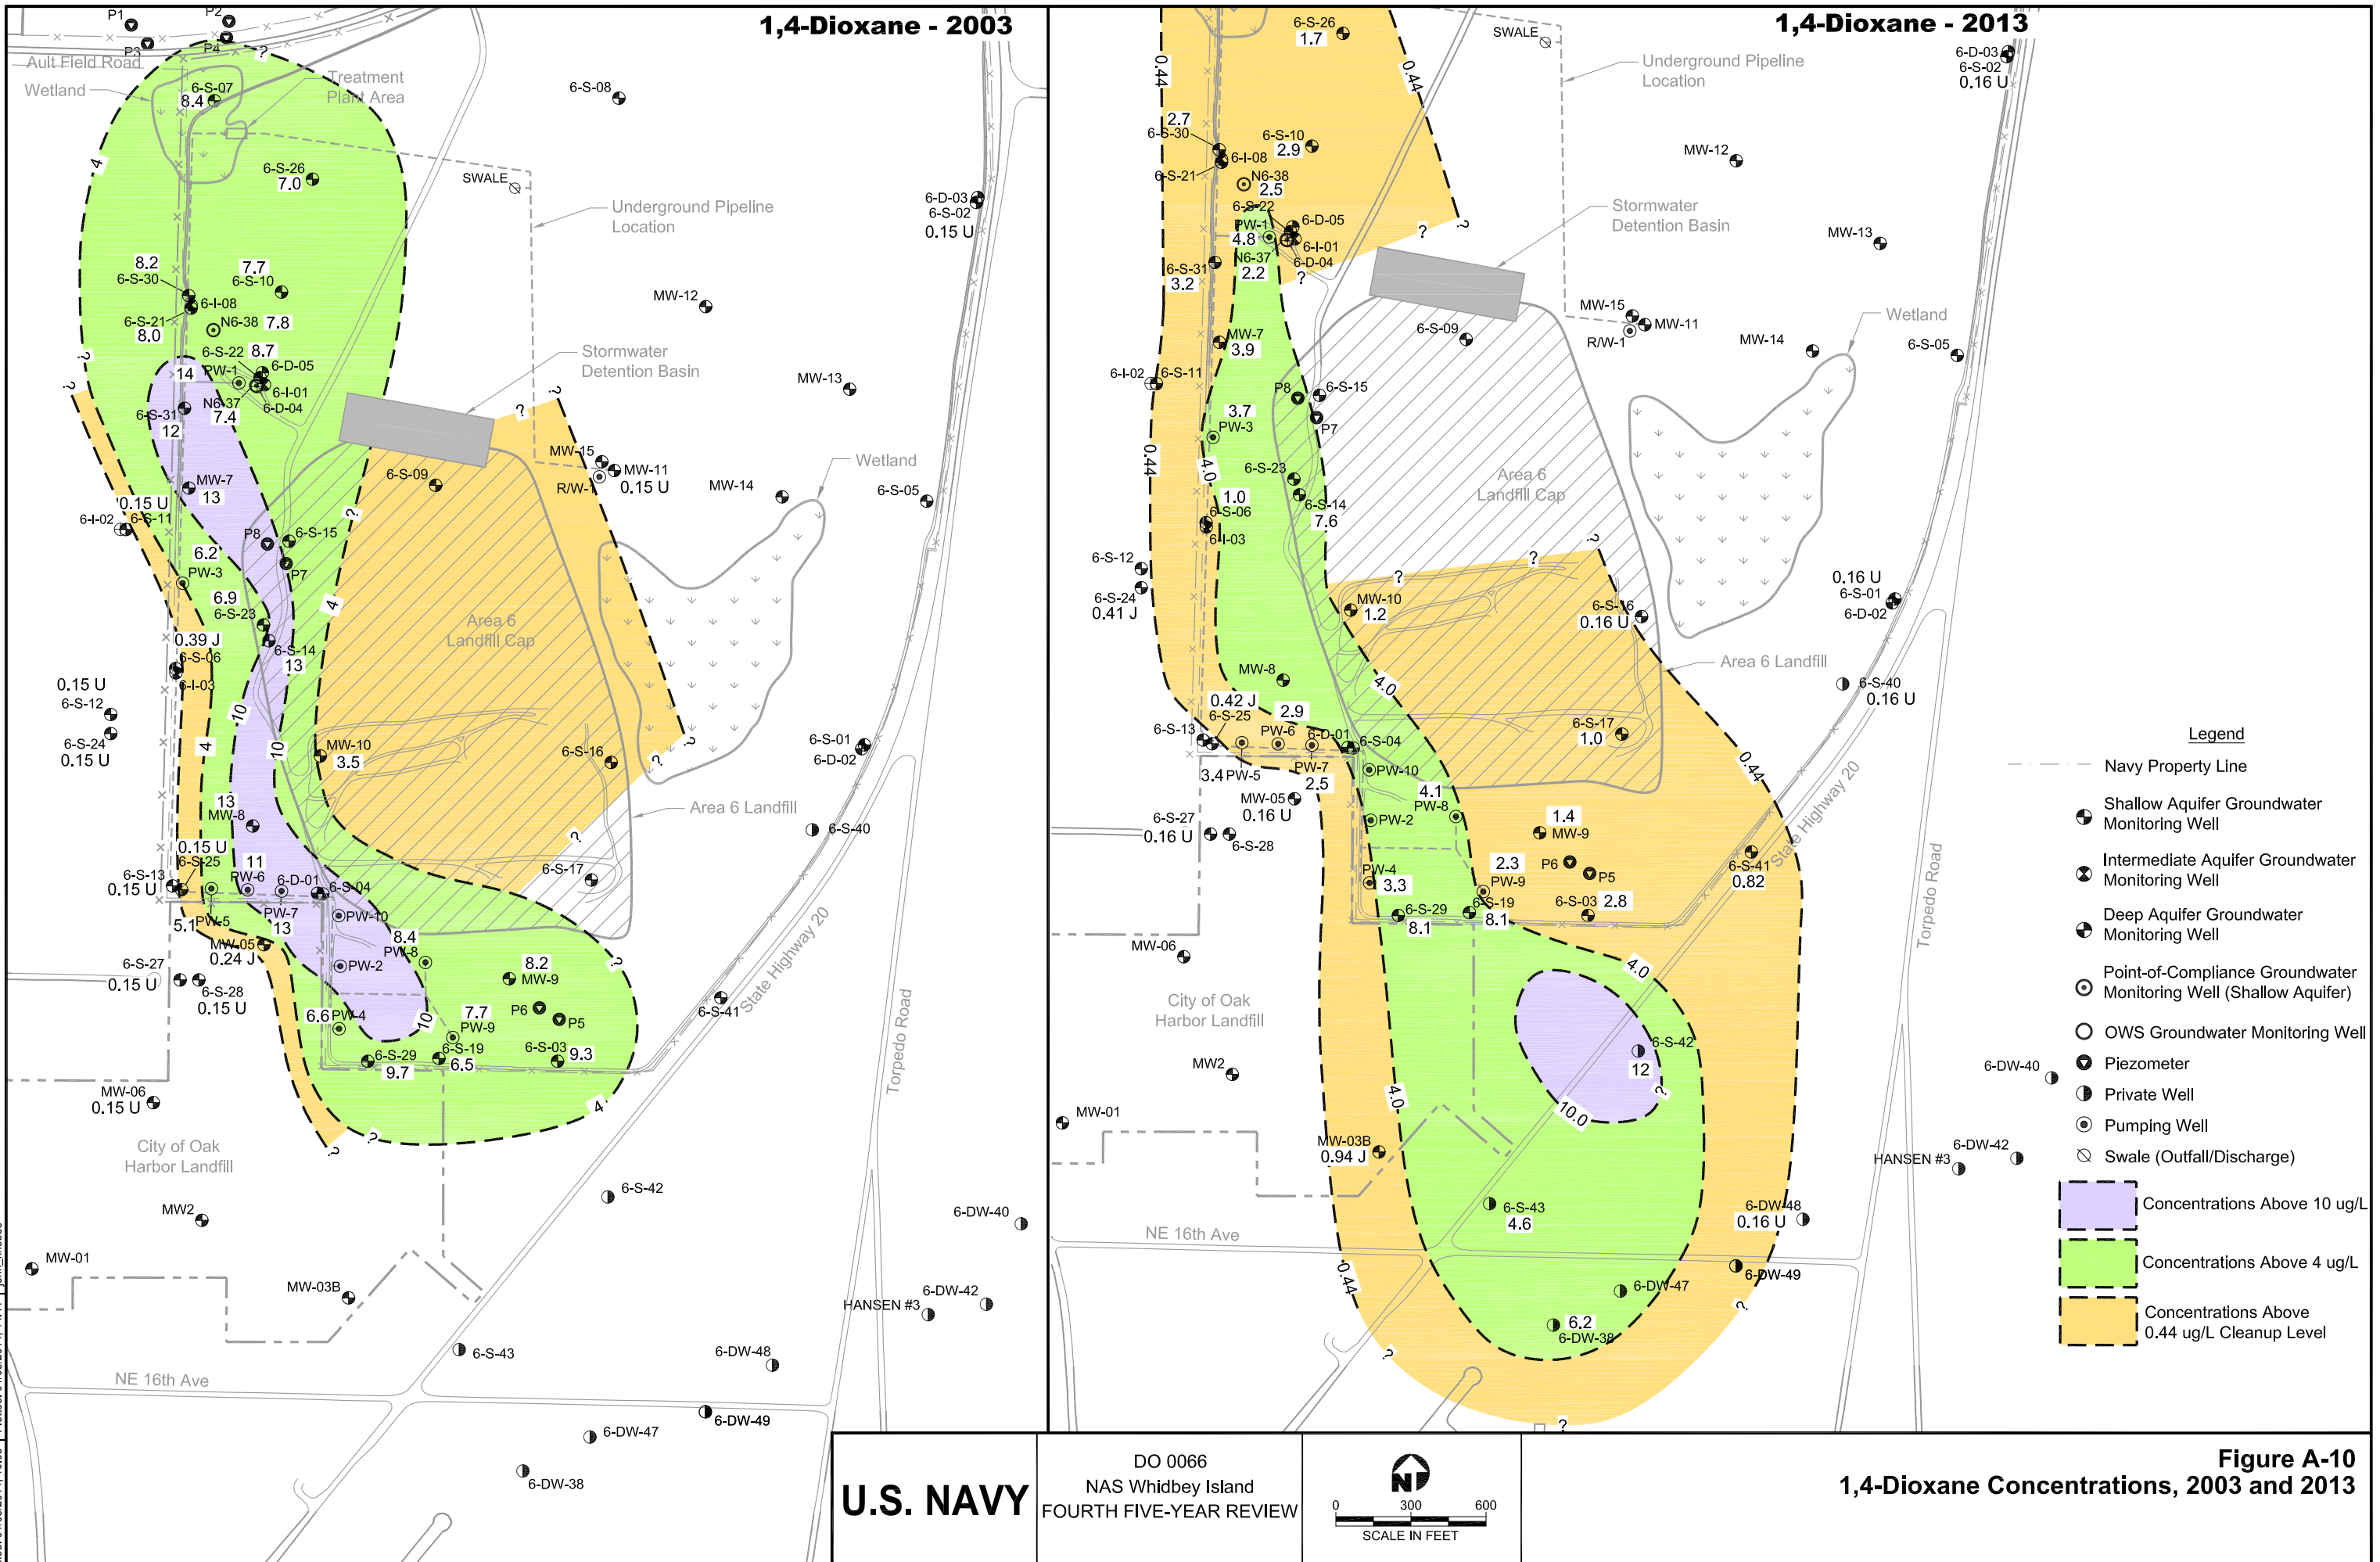 1,4-Dioxane - 2003
P1
P2
P3
P4
?
Ault Field Road
Wetland
Treatment
Plant Area
6-S-07
8.4
4
6-S-26
7.0
6-S-08
SWALE
Underground Pipeline
Location
6-D-03
6-S-02
0.15 U
8.2
6-S-30
7.7
6-S-10
6-I-08
6-S-21
8.0
N6-38
7.8
MW-12
8.7
6-S-22
6-D-05
14
PW-1
6-I-01
N6-37
6-D-04
7.4
6-S-31
12
?
?
Stormwater
Detention Basin
MW-13
?
?
MW-7
13
6-S-09
MW-15
MW-11
R/W-1
0.15 U
MW-14
Wetland
6-S-05
0.15 U
6-I-02
6-S-11
?
P8
6-S-15
6.2
PW-3
P7
6.9
6-S-23
4
Area 6
Landfill Cap
0.39 J
6-S-06
6-S-14
13
6-I-03
0.15 U
6-S-12
6-S-24
0.15 U
10
4
10
MW-10
3.5
6-S-16
?
?
6-S-01
6-D-02
Area 6 Landfill
13
MW-8
6-S-40
?
0.15 U
6-S-25
11
6-S-13
0.15 U
PW-6
6-D-01
6-S-04
6-S-17
5.1
PW-5
PW-7
13
PW-10
MW-05
0.24 J
8.4
PW-8
8.2
MW-9
?
6-S-27
0.15 U
6-S-28
0.15 U
PW-2
6.6
PW-4
10
7.7
PW-9
P6
P5
6-S-41
State Highway 20
6-S-29
9.7
6-S-19
6.5
6-S-03
9.3
Torpedo Road
MW-06
0.15 U
4
?
?
City of Oak
Harbor Landfill
MW2
6-S-42
6-DW-40
MW-01
MW-03B
HANSEN #3
6-DW-42
6-S-43
6-DW-48
NE 16th Ave
6-DW-49
6-DW-47
6-DW-38
1,4-Dioxane - 2013
6-S-26
1.7
0.44
0.44
SWALE
Underground Pipeline
Location
6-D-03
6-S-02
0.16 U
2.7
6-S-30
6-S-10
2.9
6-I-08
6-S-21
N6-38
2.5
MW-12
6-S-22
6-D-05
PW-1
4.8
6-I-01
N6-37
6-D-04
2.2
?
?
?
Stormwater
Detention Basin
MW-13
6-S-31
3.2
MW-7
3.9
6-S-09
MW-15
MW-11
R/W-1
MW-14
Wetland
6-S-05
6-I-02
6-S-11
P8
6-S-15
P7
3.7
PW-3
0.44
4.0
6-S-23
6-S-14
7.6
Area 6
Landfill Cap
1.0
6-S-06
6-I-03
6-S-12
6-S-24
0.41 J
?
?
?
MW-10
1.2
6-S-16
0.16 U
0.16 U
6-S-01
6-D-02
Area 6 Landfill
MW-8
4.0
6-S-40
0.16 U
0.42 J
6-S-25
2.9
6-S-13
PW-6
6-D-01
6-S-04
6-S-17
1.0
3.4
PW-5
PW-7
2.5
PW-10
0.44
MW-05
0.16 U
4.1
PW-8
PW-2
1.4
MW-9
6-S-27
0.16 U
6-S-28
State Highway 20
P6
P5
2.3
PW-9
PW-4
3.3
6-S-41
0.82
6-S-29
8.1
6-S-19
8.1
6-S-03
2.8
Torpedo Road
MW-06
4.0
City of Oak
Harbor Landfill
MW2
6-S-42
12
?
10.0
4.0
6-DW-40
MW-01
MW-03B
0.94 J
HANSEN #3
6-DW-42
6-S-43
4.6
6-DW-48
0.16 U
NE 16th Ave
0.44
6-DW-49
6-DW-47
?
6.2
6-DW-38
?
?
Legend
Navy Property Line
Shallow Aquifer Groundwater
Monitoring Well
Intermediate Aquifer Groundwater
Monitoring Well
Deep Aquifer Groundwater
Monitoring Well
Point-of-Compliance Groundwater
Monitoring Well (Shallow Aquifer)
OWS Groundwater Monitoring Well
Piezometer
Private Well
Pumping Well
Swale (Outfall/Discharge)
Concentrations Above 10 ug/L
Concentrations Above 4 ug/L
Concentrations Above
0.44 ug/L Cleanup Level
U.S. NAVY
DO 0066
NAS Whidbey Island
FOURTH FIVE-YEAR REVIEW
N
0 300 600
SCALE IN FEET
Figure A-10
1,4-Dioxane Concentrations, 2003 and 2013